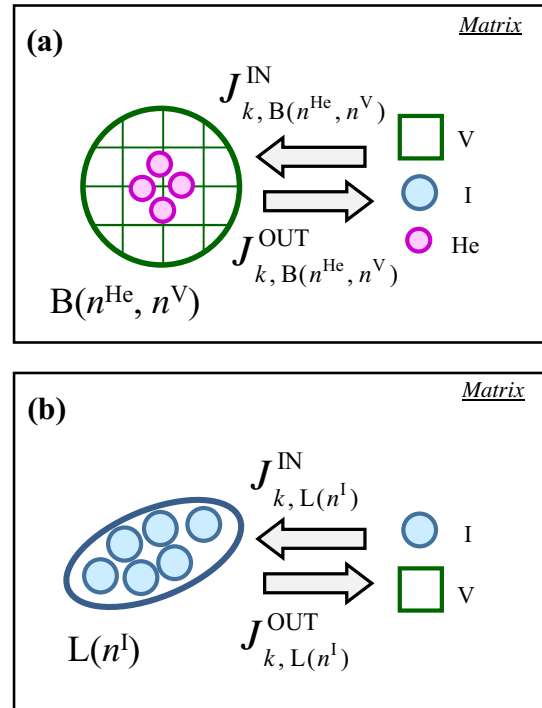 Matrix
(a)
J^IN_k, B(n^He, n^V)
V
I
J^OUT_k, B(n^He, n^V)
He
B(n^He, n^V)
Matrix
(b)
J^IN_k, L(n^I)
I
V
J^OUT_k, L(n^I)
L(n^I)